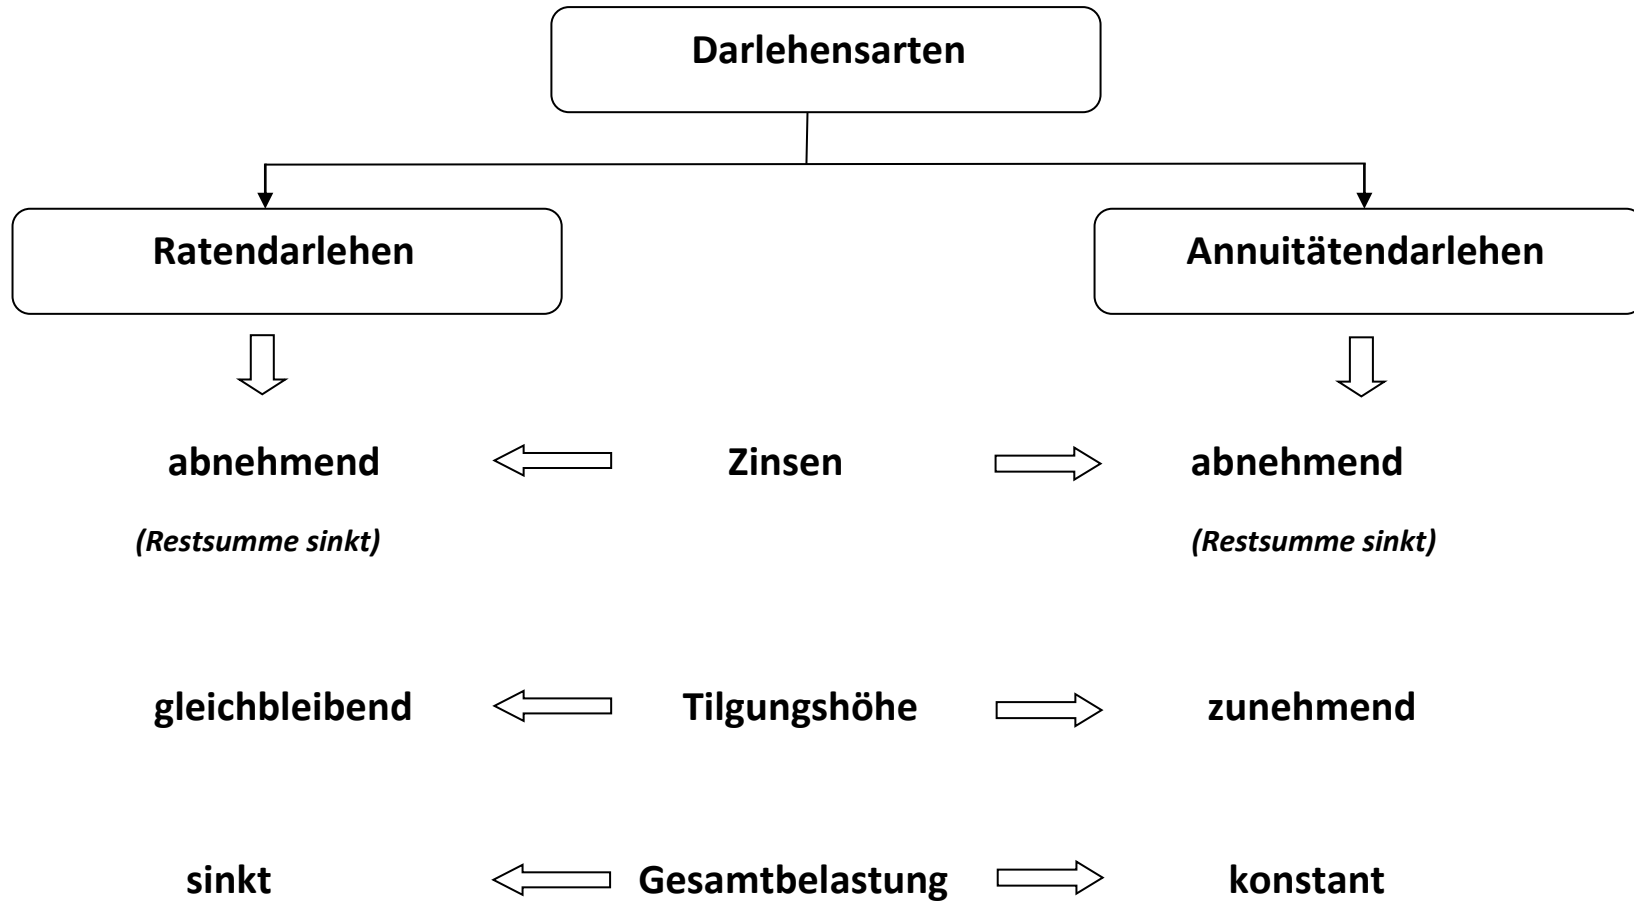 Darlehensarten
Ratendarlehen
Annuitätendarlehen
abnehmend
Zinsen
abnehmend
(Restsumme sinkt)
(Restsumme sinkt)
gleichbleibend
Tilgungshöhe
zunehmend
sinkt
Gesamtbelastung
konstant